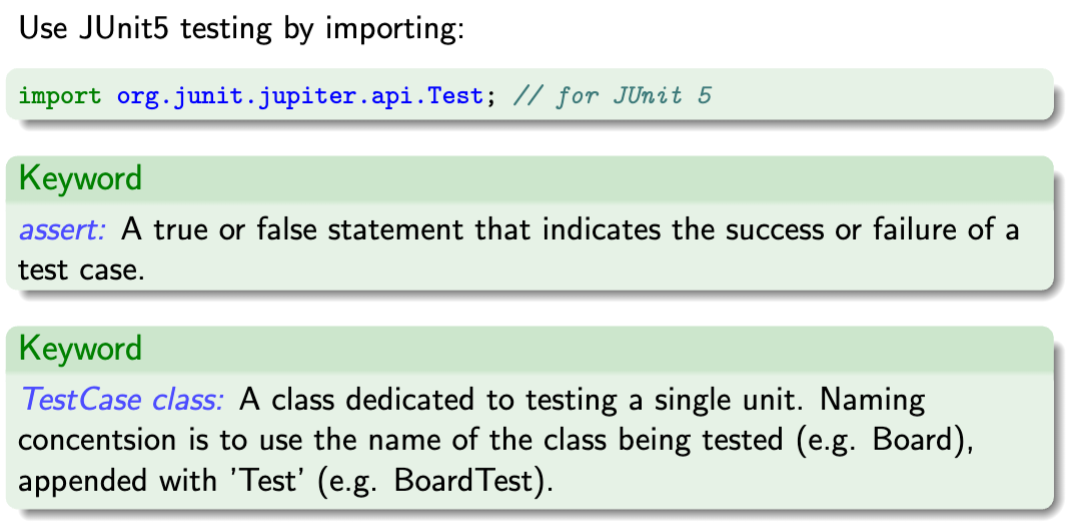 Use JUnit5 testing by importing:
import org.junit.jupiter.api.Test; // for JUnit 5
Keyword
assert: A true or false statement that indicates the success or failure of a
test case.
Keyword
TestCase class: A class dedicated to testing a single unit. Naming
concentsion is to use the name of the class being tested (e.g. Board),
appended with 'Test' (e.g. BoardTest).